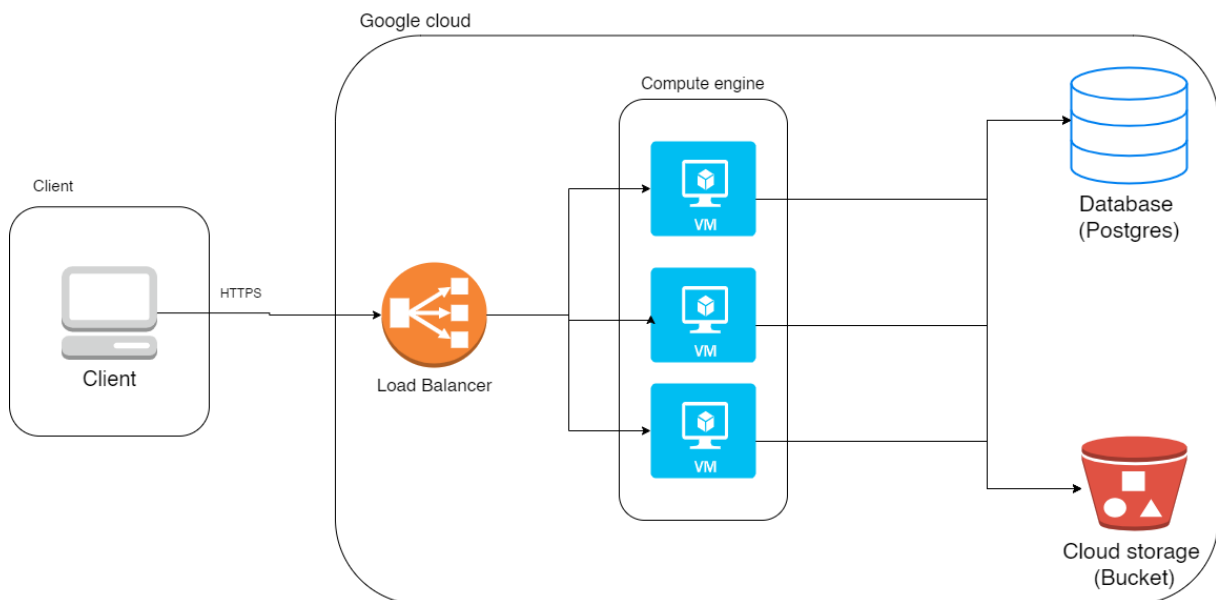 Google cloud
Compute engine
Client
Client
HTTPS
Load Balancer
VM
VM
VM
Database
(Postgres)
Cloud storage
(Bucket)